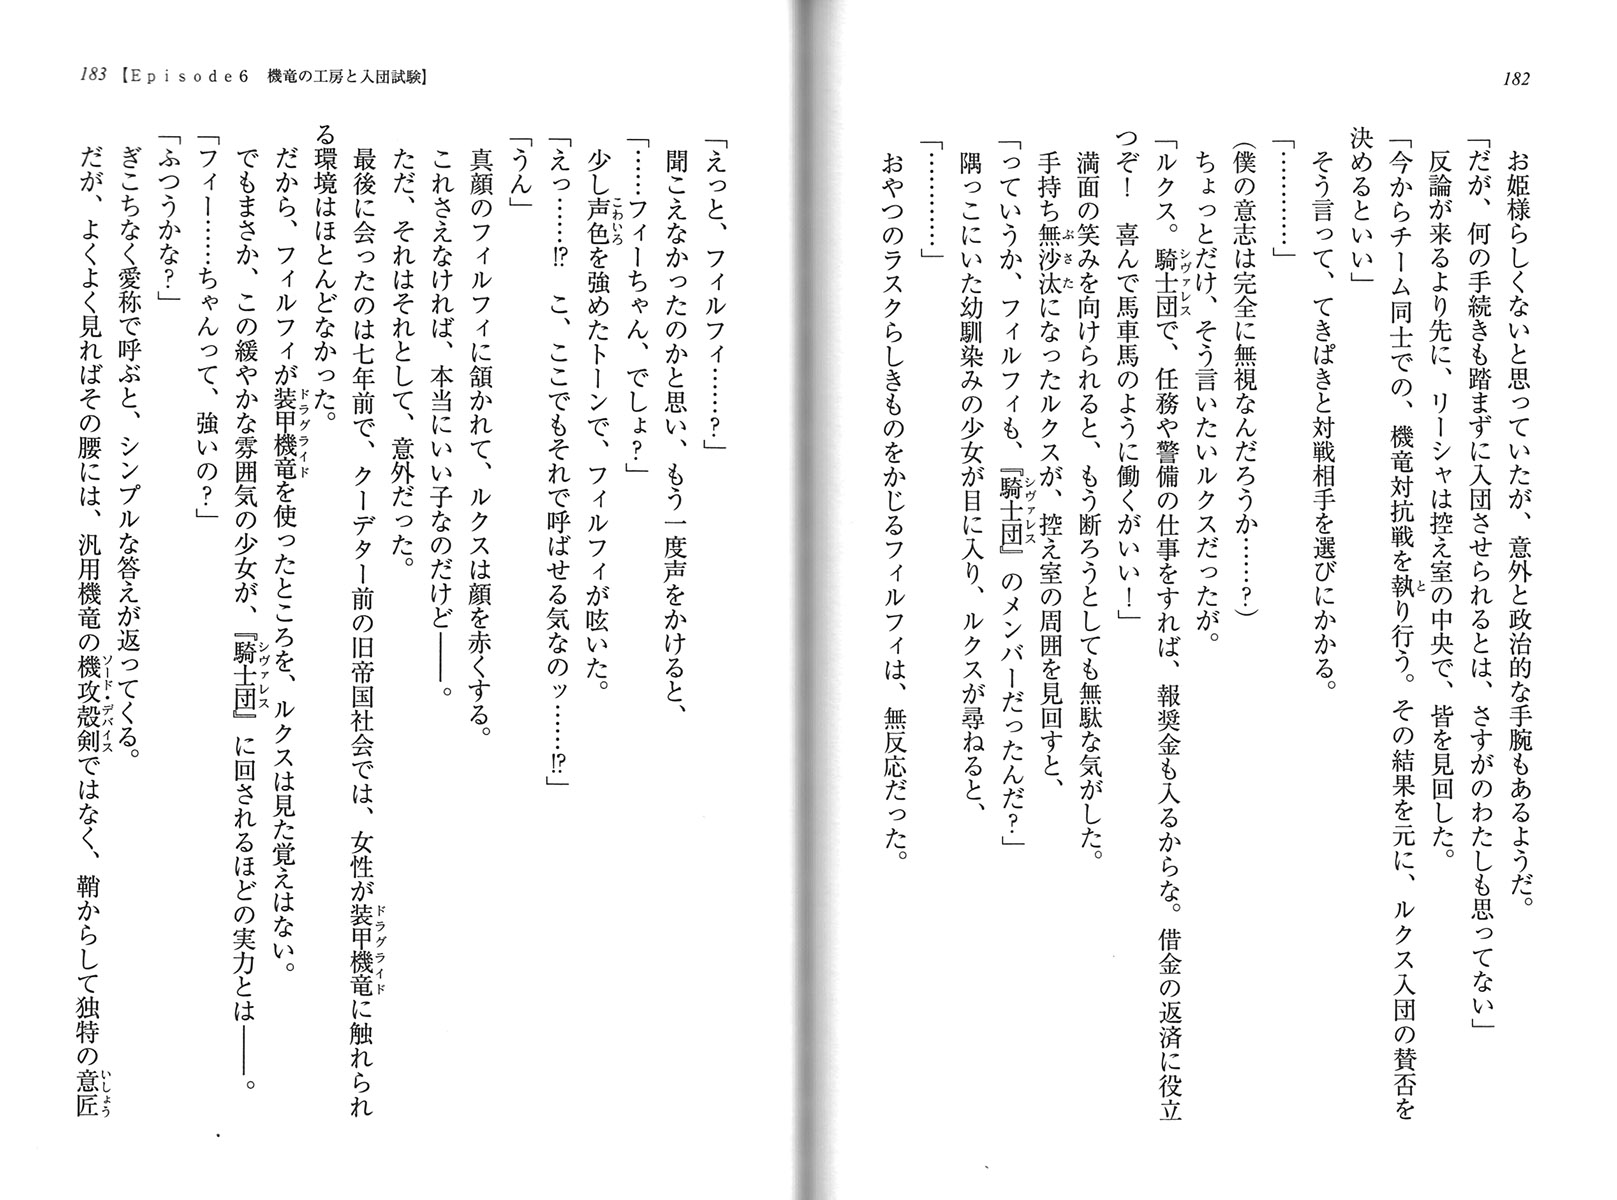 182
お姫様らしくないと思っていたが、意外と政治的な手腕もあるようだ。
「だが、何の手続きも踏まずに入団させられるとは、さすがのわたしも思ってない」
反論が来るより先に、リーシャは控え室の中央で、皆を見回した。
「今からチーム同士での、機竜対抗戦を執り行う。その結果を元に、ルクス入団の賛否を
決めるといい」
そう言って、てきぱきと対戦相手を選びにかかる。
「…………」
(僕の意志は完全に無視なんだろうか……?)
ちょっとだけ、そう言いたいルクスだったが。
「ルクス。騎士団で、任務や警備の仕事をすれば、報奨金も入るからな。借金の返済に役立
つぞ! 喜んで馬車馬のように働くがいい!」
満面の笑みを向けられると、もう断ろうとしても無駄な気がした。
手持ち無沙汰になったルクスが、控え室の周囲を見回すと、
「っていうか、フィルフィも、『騎士団』のメンバーだったんだ?」
隅っこにいた幼馴染みの少女が目に入り、ルクスが尋ねると、
「…………」
おやつのラスクらしきものをかじるフィルフィは、無反応だった。
183【Episode6 機竜の工房と入団試験】
「えっと、フィルフィ……?」
聞こえなかったのかと思い、もう一度声をかけると、
「……フィーちゃん、でしょ?」
少し声色を強めたトーンで、フィルフィが呟いた。
「えっ……!? こ、ここでもそれで呼ばせる気なのッ……!?」
「うん」
真顔のフィルフィに頷かれて、ルクスは顔を赤くする。
これさえなければ、本当にいい子なのだけど――。
ただ、それはそれとして、意外だった。
最後に会ったのは七年前で、クーデター前の旧帝国社会では、女性が装甲機竜に触れられ
る環境はほとんどなかった。
だから、フィルフィが装甲機竜を使ったところを、ルクスは見た覚えはない。
でもまさか、この緩やかな雰囲気の少女が、『騎士団』に回されるほどの実力とは――。
「フィー……ちゃんって、強いの?」
「ふつうかな?」
ぎこちなく愛称で呼ぶと、シンプルな答えが返ってくる。
だが、よくよく見ればその腰には、汎用機竜の機攻殻剣ではなく、鞘からして独特の意匠